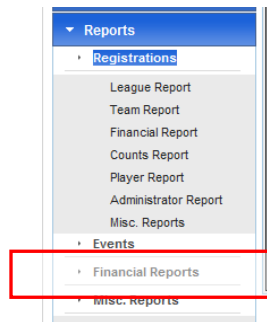 Reports
Registrations
League Report
Team Report
Financial Report
Counts Report
Player Report
Administrator Report
Misc. Reports
Events
Financial Reports
Misc. Reports